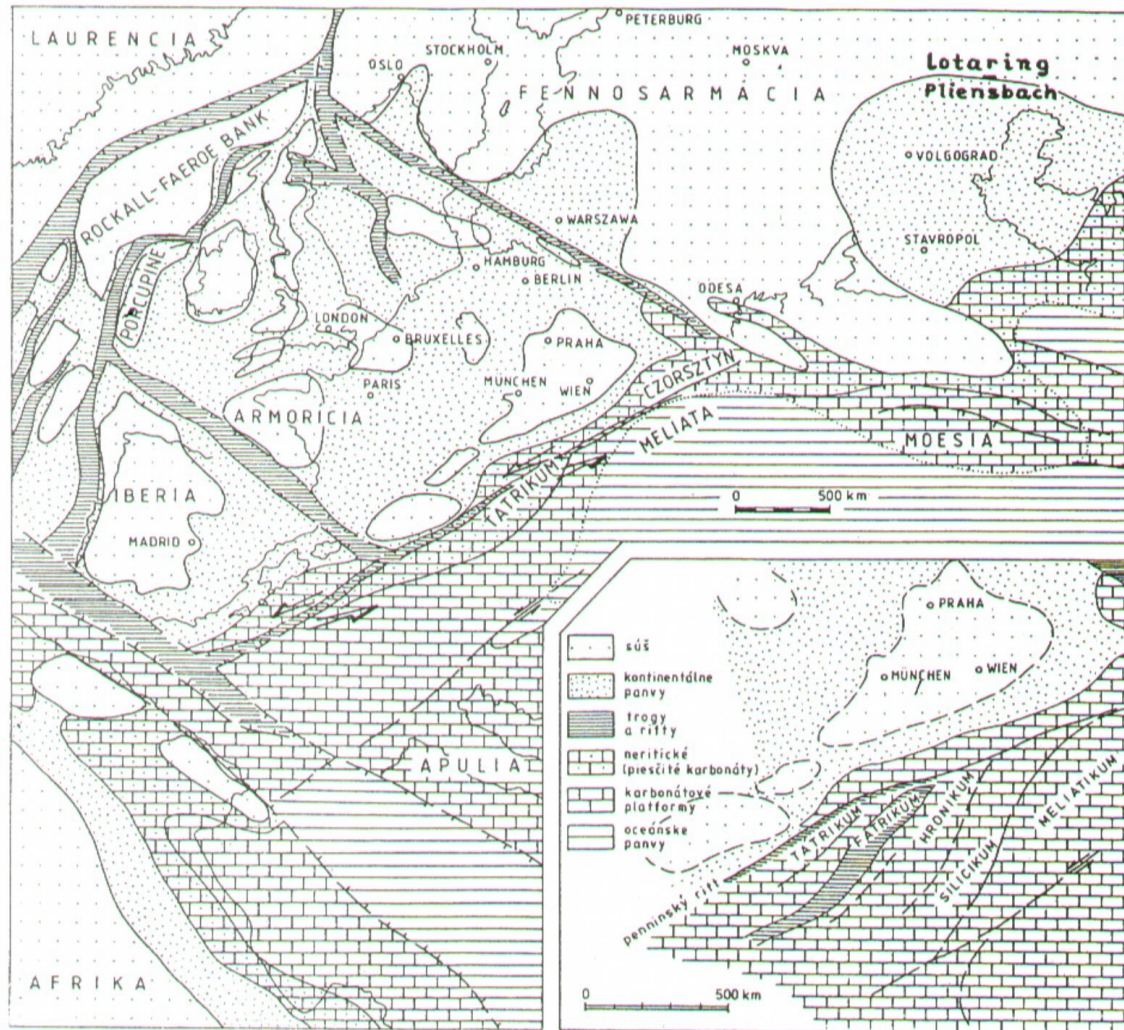 LAURENCIA
PETERBURG
STOCKHOLM
MOSKVA
OSLO
Lotaring
Pliensbach
FENNOSARMÁCIA
ROCKALL-FAEROE BANK
VOLGOGRAD
WARSZAWA
STAVROPOL
HAMBURG
BERLIN
PORCUPINE
ODESA
LONDON
BRUXELLES
PRAHA
PARIS
MÜNCHEN
WIEN
CZORSZTYN
ARMORICIA
MELIATA
MOESIA
TATRIKUM
IBERIA
0 500 km
MADRID
APULIA
AFRIKA
súš
kontinentálne
panvy
trogy
a rifty
neritické
(piesčité karbonáty)
karbonátové
platformy
oceánske
panvy
PRAHA
MÜNCHEN
WIEN
TATRIKUM
FATRIKUM
HRONIKUM
SILICIKUM
MELIATIKUM
penninský rift
0 500 km